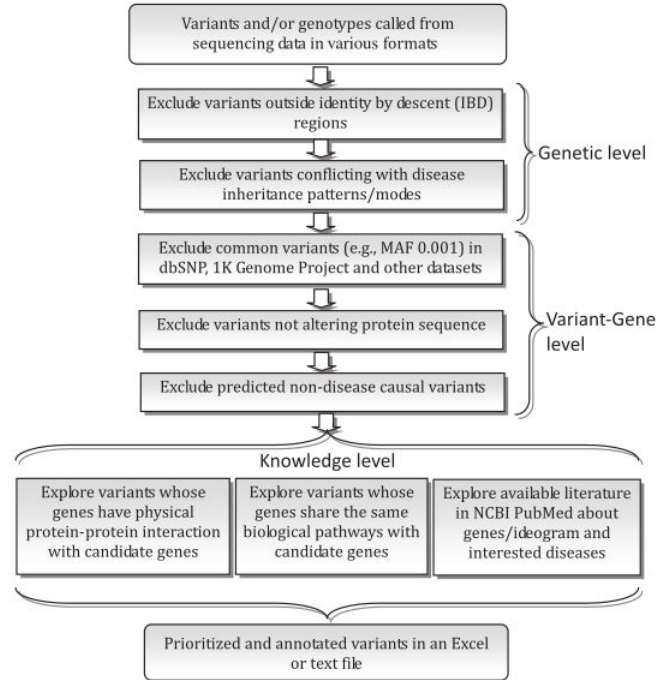 Variants and/or genotypes called from
sequencing data in various formats
Exclude variants outside identity by descent (IBD)
regions
Exclude variants conflicting with disease
inheritance patterns/modes
Genetic level
Exclude common variants (e.g., MAF 0.001) in
dbSNP, 1K Genome Project and other datasets
Exclude variants not altering protein sequence
Exclude predicted non-disease causal variants
Variant-Gene
level
Knowledge level
Explore variants whose
genes have physical
protein-protein interaction
with candidate genes
Explore variants whose
genes share the same
biological pathways with
candidate genes
Explore available literature
in NCBI PubMed about
genes/ideogram and
interested diseases
Prioritized and annotated variants in an Excel
or text file